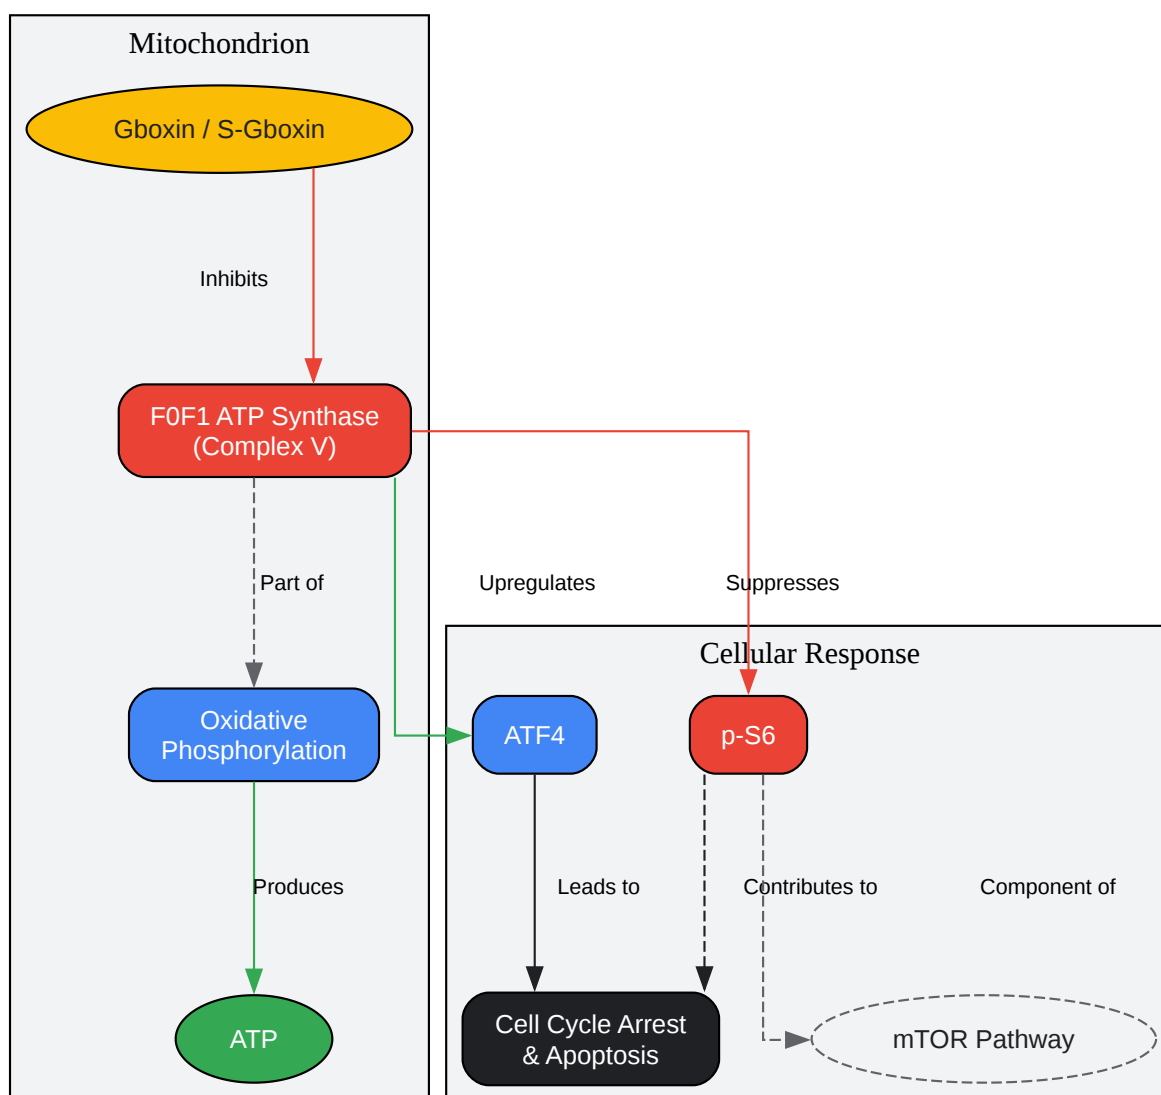 Mitochondrion
Gboxin / S-Gboxin
Inhibits
F0F1 ATP Synthase
(Complex V)
Part of
Upregulates
Suppresses
Cellular Response
Oxidative
Phosphorylation
ATF4
p-S6
Produces
Leads to
Contributes to
Component of
ATP
Cell Cycle Arrest
& Apoptosis
mTOR Pathway